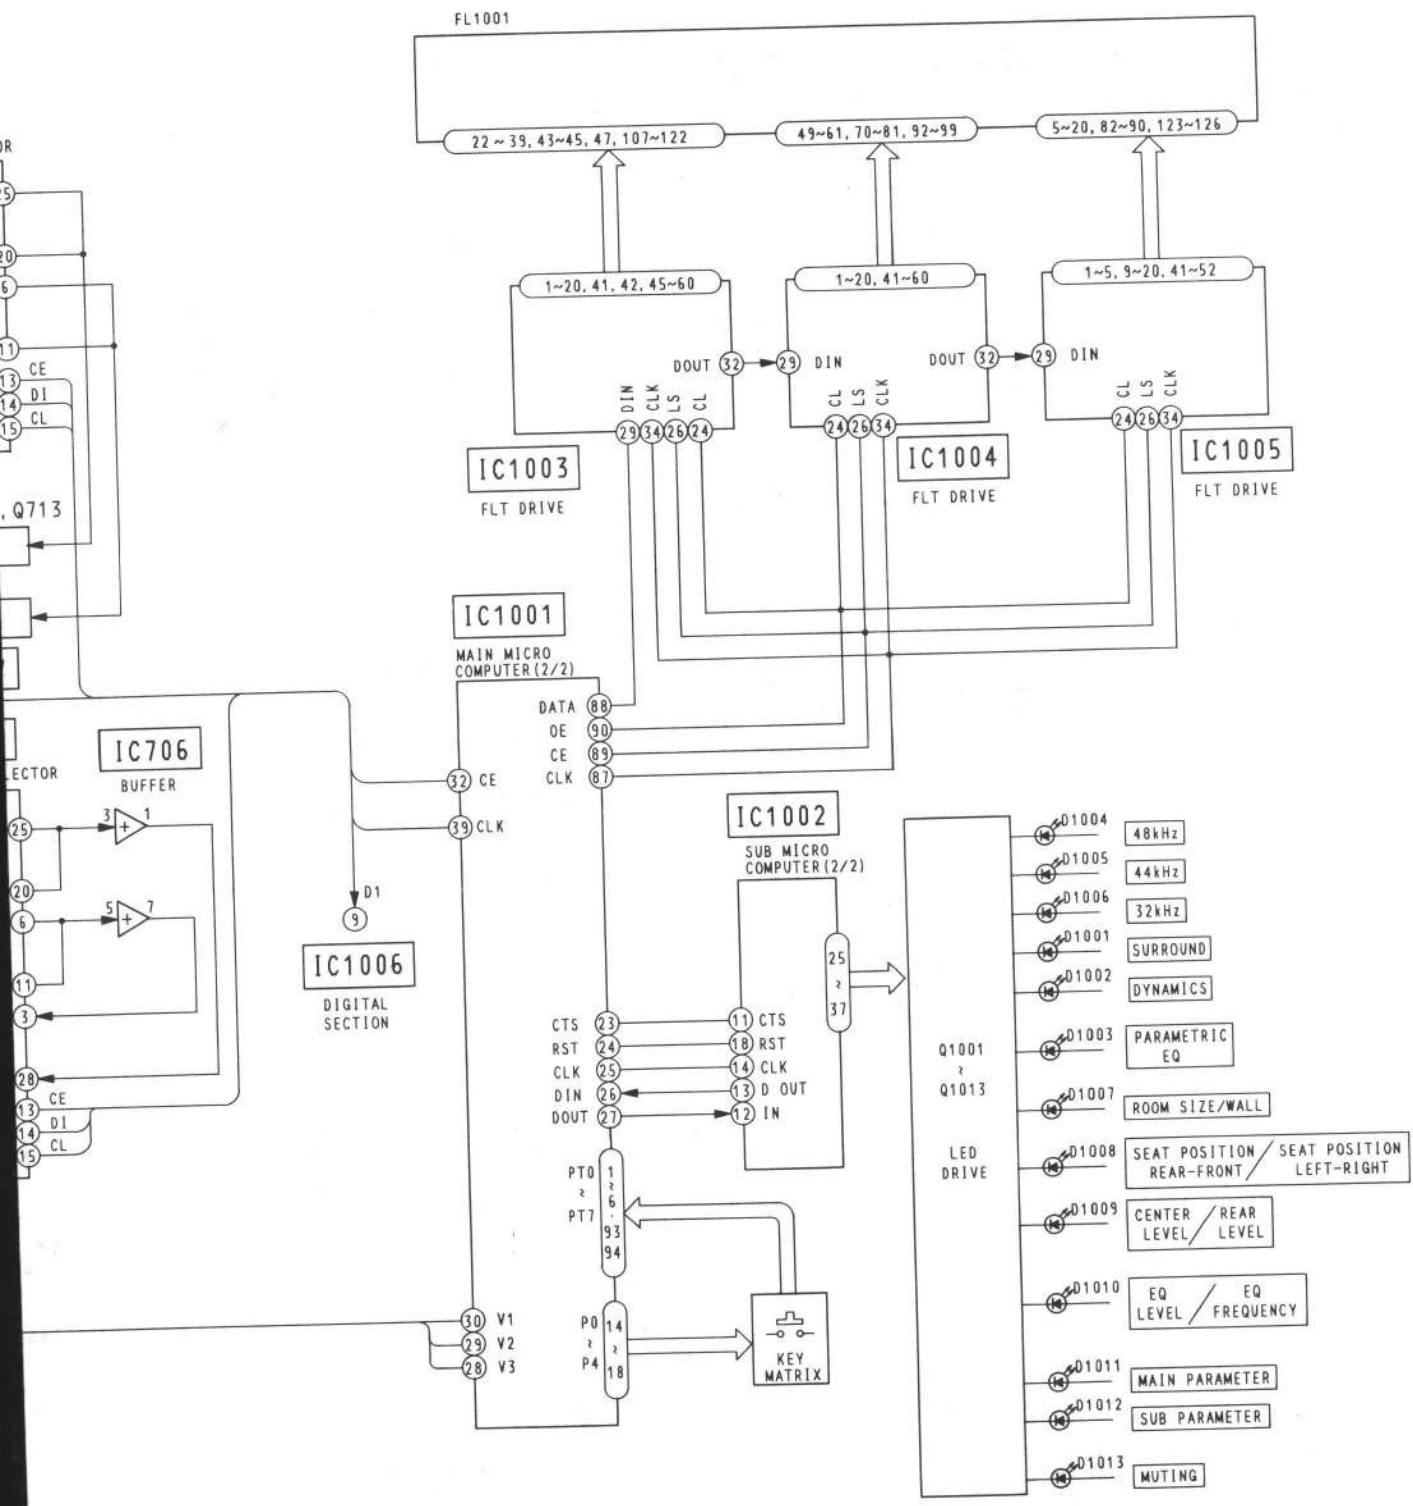 FL1001
22~39, 43~45, 47, 107~122
49~61, 70~81, 92~99
5~20, 82~90, 123~126
OR
25
20
6
11
13 CE
14 DI
15 CL
, Q713
1~20, 41, 42, 45~60
DOUT 32
DIN CLK LS CL
29 34 26 24
IC1003
FLT DRIVE
1~20, 41~60
29 DIN
DOUT 32
CL LS CLK
24 26 34
IC1004
FLT DRIVE
1~5, 9~20, 41~52
29 DIN
CL LS CLK
24 26 34
IC1005
FLT DRIVE
IC1001
MAIN MICRO
COMPUTER(2/2)
DATA 88
OE 90
CE 89
CLK 87
32 CE
39 CLK
IC706
BUFFER
LECTOR
25
3 + 1
20
6
5 + 7
11
3
28
13 CE
14 DI
15 CL
D1
9
IC1006
DIGITAL
SECTION
IC1002
SUB MICRO
COMPUTER(2/2)
25
~
37
CTS 23
RST 24
CLK 25
DIN 26
DOUT 27
11 CTS
18 RST
14 CLK
13 D OUT
12 IN
PT0
~
PT7
1
~
6
·
93
94
30 V1
29 V2
28 V3
P0
~
P4
14
~
18
KEY
MATRIX
Q1001
~
Q1013
LED
DRIVE
D1004 48kHz
D1005 44kHz
D1006 32kHz
D1001 SURROUND
D1002 DYNAMICS
D1003 PARAMETRIC
EQ
D1007 ROOM SIZE/WALL
D1008 SEAT POSITION / SEAT POSITION
REAR-FRONT LEFT-RIGHT
D1009 CENTER / REAR
LEVEL LEVEL
D1010 EQ / EQ
LEVEL FREQUENCY
D1011 MAIN PARAMETER
D1012 SUB PARAMETER
D1013 MUTING